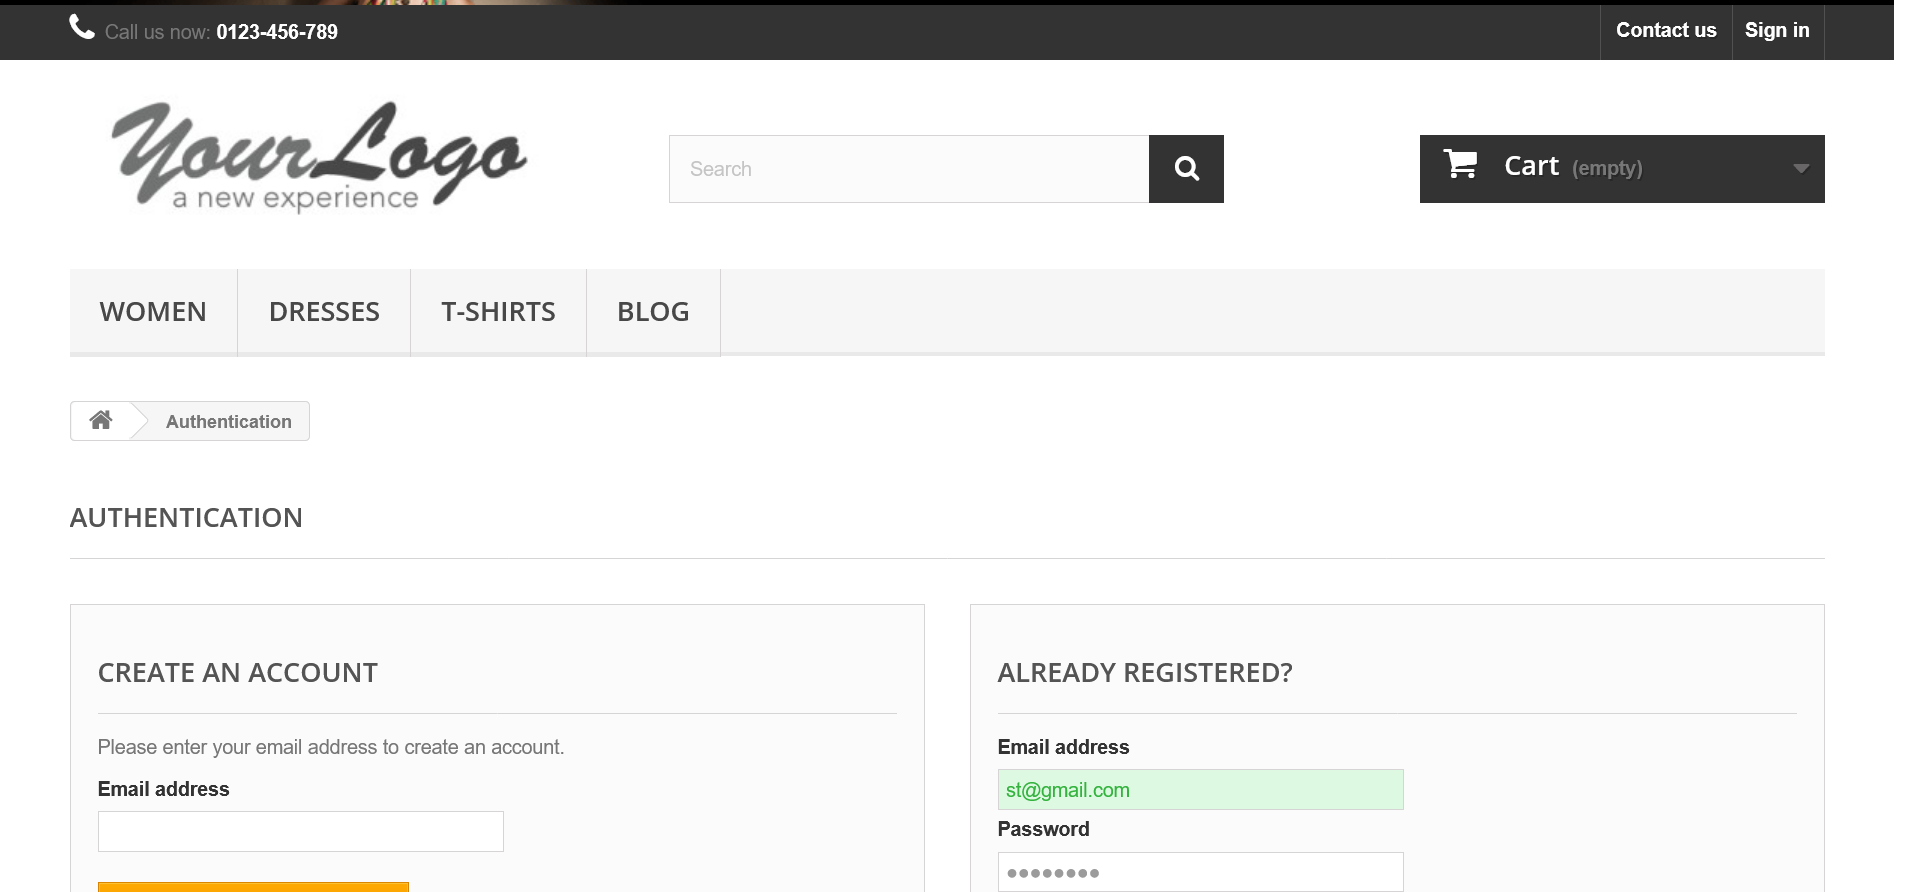 Call us now: 0123-456-789
Contact us
Sign in
Your Logo
a new experience
Search
Cart (empty)
WOMEN
DRESSES
T-SHIRTS
BLOG
Authentication
AUTHENTICATION
CREATE AN ACCOUNT
Please enter your email address to create an account.
Email address
ALREADY REGISTERED?
Email address
st@gmail.com
Password
••••••••